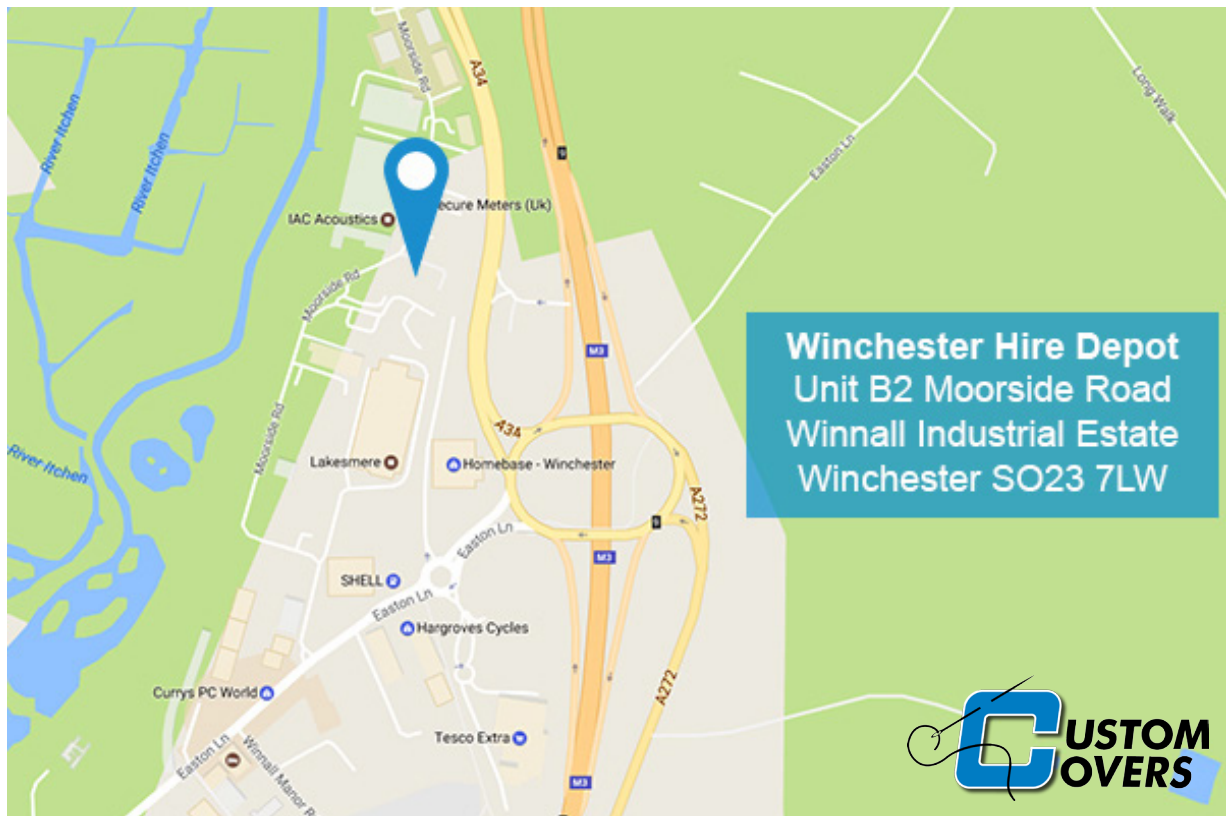 Moorside Rd
A34
Long Walk
River Itchen
River Itchen
9
Easton Ln
IAC Acoustics
ecure Meters (Uk)
Moorside Rd
M3
Winchester Hire Depot
Unit B2 Moorside Road
Winnall Industrial Estate
Winchester SO23 7LW
Moorside Rd
A34
River Itchen
Lakesmere
Homebase - Winchester
A272
9
Easton Ln
M3
SHELL
Easton Ln
Hargroves Cycles
A272
Currys PC World
Tesco Extra
Easton Ln
Winnall Manor R
M3
CUSTOM
COVERS